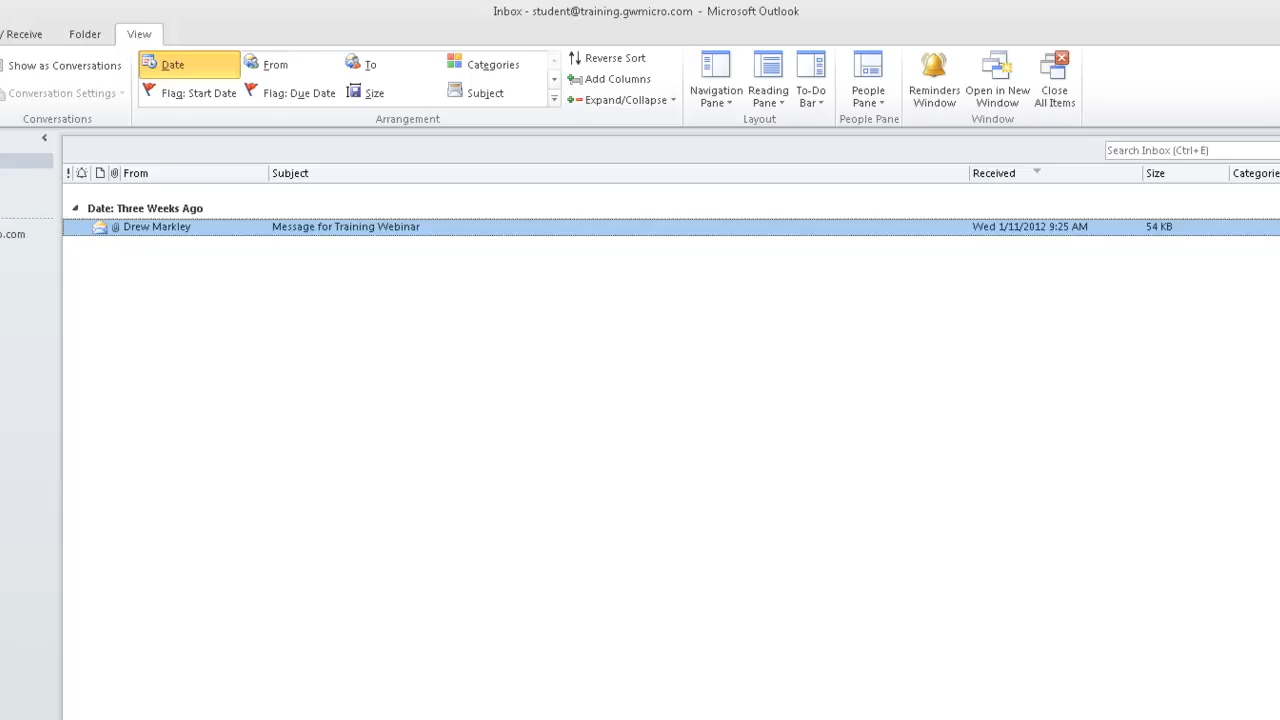 Inbox - student@training.gwmicro.com - Microsoft Outlook
/ Receive Folder View
Show as Conversations
Conversation Settings
Conversations
Date From To Categories
Flag: Start Date Flag: Due Date Size Subject
Arrangement
Reverse Sort
Add Columns
Expand/Collapse
Navigation Pane Reading Pane To-Do Bar
Layout
People Pane
People Pane
Reminders Window Open in New Window Close All Items
Window
Search Inbox (Ctrl+E)
! From Subject Received Size Categorie
Date: Three Weeks Ago
Drew Markley Message for Training Webinar Wed 1/11/2012 9:25 AM 54 KB
o.com